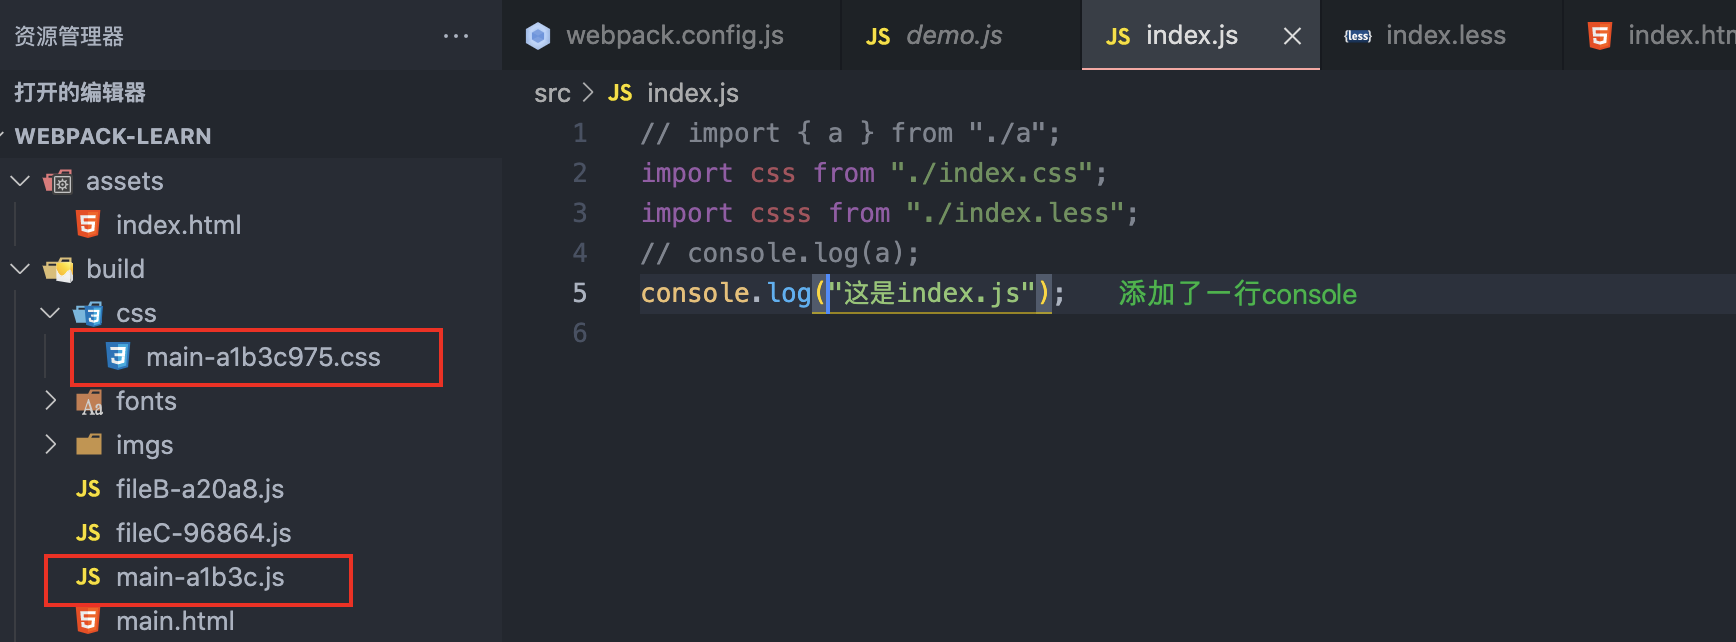 资源管理器 ···
打开的编辑器
WEBPACK-LEARN
assets
index.html
build
css
main-a1b3c975.css
fonts
imgs
JS fileB-a20a8.js
JS fileC-96864.js
JS main-a1b3c.js
main.html
webpack.config.js
JS demo.js
JS index.js
{less} index.less
index.htm
src > JS index.js
1 // import { a } from "./a";
2 import css from "./index.css";
3 import csss from "./index.less";
4 // console.log(a);
5 console.log("这是index.js"); 添加了一行console
6